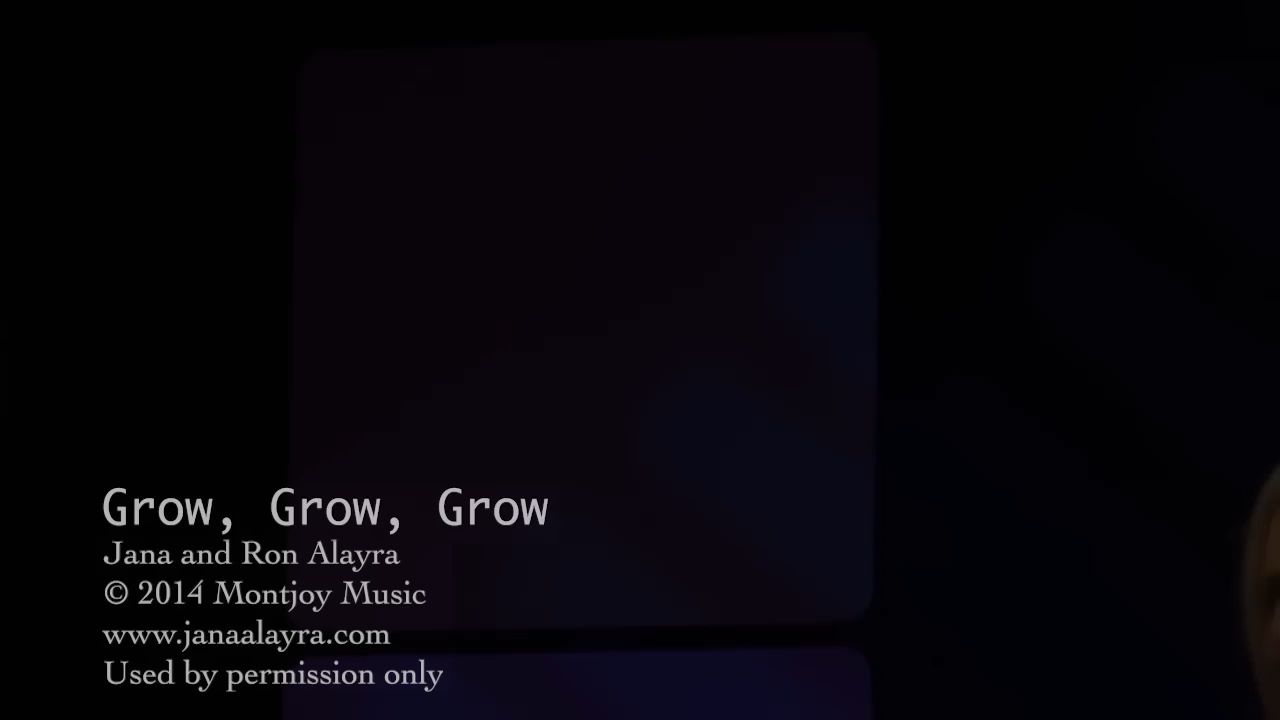 Grow, Grow, Grow
Jana and Ron Alayra
© 2014 Montjoy Music
www.janaalayra.com
Used by permission only